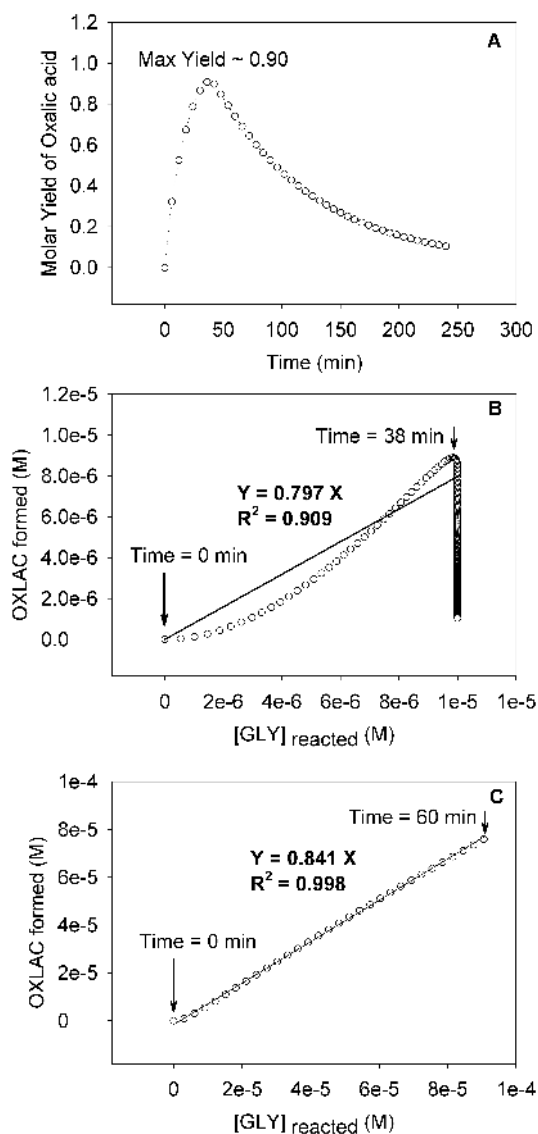 A
Max Yield ~ 0.90
Molar Yield of Oxalic acid
1.2
1.0
0.8
0.6
0.4
0.2
0.0
0 50 100 150 200 250 300
Time (min)
B
Time = 38 min
Y = 0.797 X
R² = 0.909
Time = 0 min
OXLAC formed (M)
1.2e-5
1.0e-5
8.0e-6
6.0e-6
4.0e-6
2.0e-6
0.0
0 2e-6 4e-6 6e-6 8e-6 1e-5 1e-5
[GLY] reacted (M)
C
Time = 60 min
Y = 0.841 X
R² = 0.998
Time = 0 min
OXLAC formed (M)
1e-4
8e-5
6e-5
4e-5
2e-5
0
0 2e-5 4e-5 6e-5 8e-5 1e-4
[GLY] reacted (M)